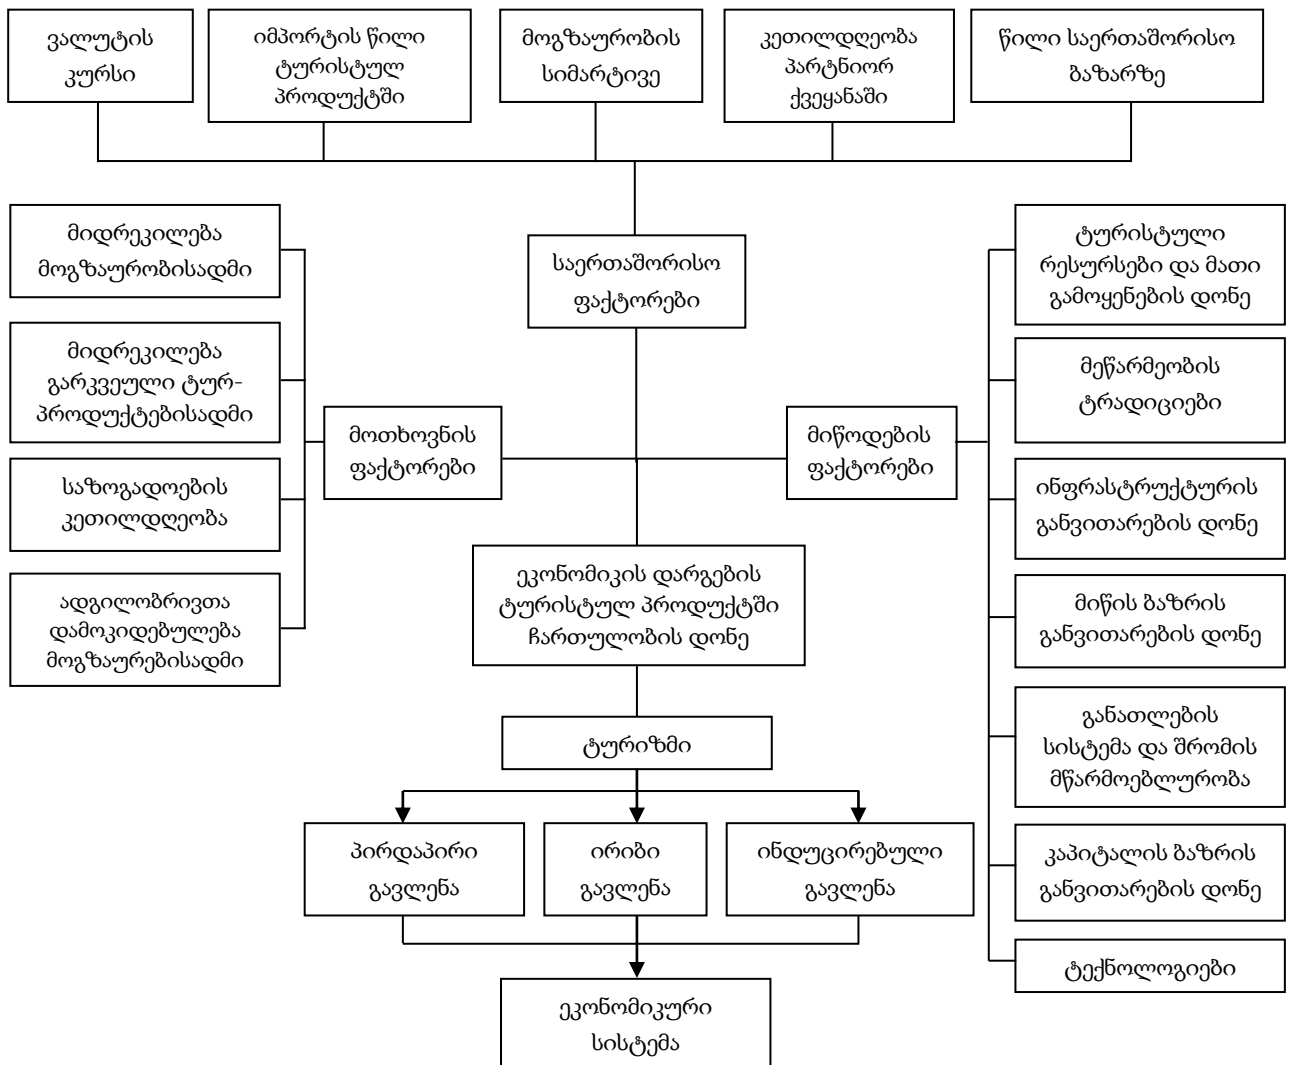 ვალუტის
კურსი
იმპორტის წილი
ტურისტულ
პროდუქტში
მოგზაურობის
სიმარტივე
კეთილდღეობა
პარტნიორ
ქვეყანაში
წილი საერთაშორისო
ბაზარზე
მიდრეკილება
მოგზაურობისადმი
მიდრეკილება
გარკვეული ტურ-
პროდუქტებისადმი
საზოგადოების
კეთილდღეობა
ადგილობრივთა
დამოკიდებულება
მოგზაურებისადმი
მოთხოვნის
ფაქტორები
საერთაშორისო
ფაქტორები
მიწოდების
ფაქტორები
ტურისტული
რესურსები და მათი
გამოყენების დონე
მეწარმეობის
ტრადიციები
ინფრასტრუქტურის
განვითარების დონე
მიწის ბაზრის
განვითარების დონე
განათლების
სისტემა და შრომის
მწარმოებლურობა
კაპიტალის ბაზრის
განვითარების დონე
ტექნოლოგიები
ეკონომიკის დარგების
ტურისტულ პროდუქტში
ჩართულობის დონე
ტურიზმი
პირდაპირი
გავლენა
ირიბი
გავლენა
ინდუცირებული
გავლენა
ეკონომიკური
სისტემა